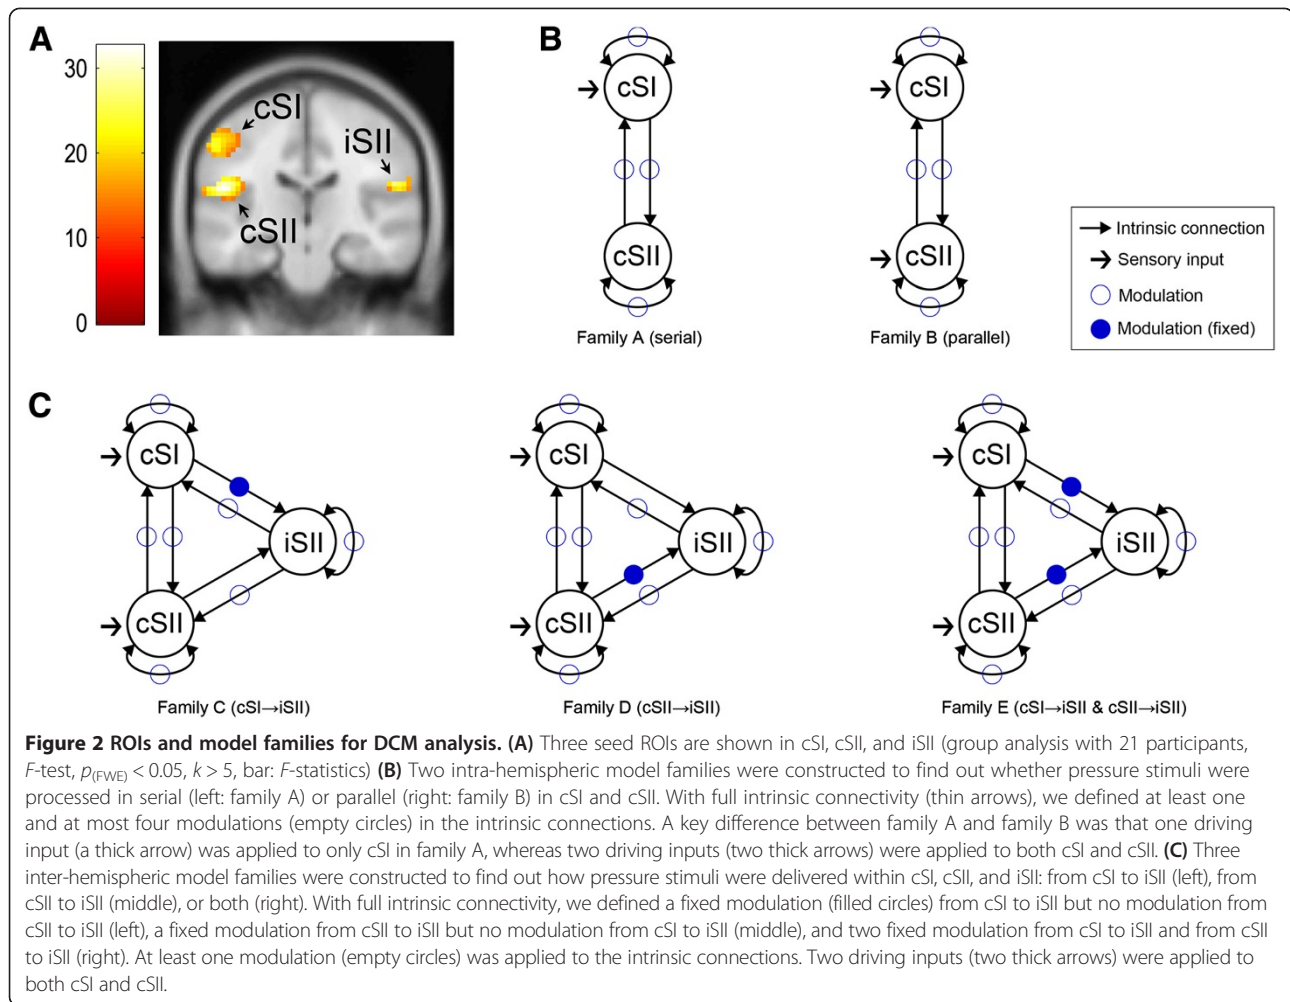 A
30
20
10
0
cSI
iSII
cSII
B
cSI
cSII
Family A (serial)
cSI
cSII
Family B (parallel)
Intrinsic connection
Sensory input
Modulation
Modulation (fixed)
C
cSI
iSII
cSII
Family C (cSI→iSII)
cSI
iSII
cSII
Family D (cSII→iSII)
cSI
iSII
cSII
Family E (cSI→iSII & cSII→iSII)
Figure 2 ROIs and model families for DCM analysis. (A) Three seed ROIs are shown in cSI, cSII, and iSII (group analysis with 21 participants,
F-test, p(FWE) < 0.05, k > 5, bar: F-statistics) (B) Two intra-hemispheric model families were constructed to find out whether pressure stimuli were
processed in serial (left: family A) or parallel (right: family B) in cSI and cSII. With full intrinsic connectivity (thin arrows), we defined at least one
and at most four modulations (empty circles) in the intrinsic connections. A key difference between family A and family B was that one driving
input (a thick arrow) was applied to only cSI in family A, whereas two driving inputs (two thick arrows) were applied to both cSI and cSII. (C) Three
inter-hemispheric model families were constructed to find out how pressure stimuli were delivered within cSI, cSII, and iSII: from cSI to iSII (left), from
cSII to iSII (middle), or both (right). With full intrinsic connectivity, we defined a fixed modulation (filled circles) from cSI to iSII but no modulation from
cSII to iSII (left), a fixed modulation from cSII to iSII but no modulation from cSI to iSII (middle), and two fixed modulation from cSI to iSII and from cSII
to iSII (right). At least one modulation (empty circles) was applied to the intrinsic connections. Two driving inputs (two thick arrows) were applied to
both cSI and cSII.